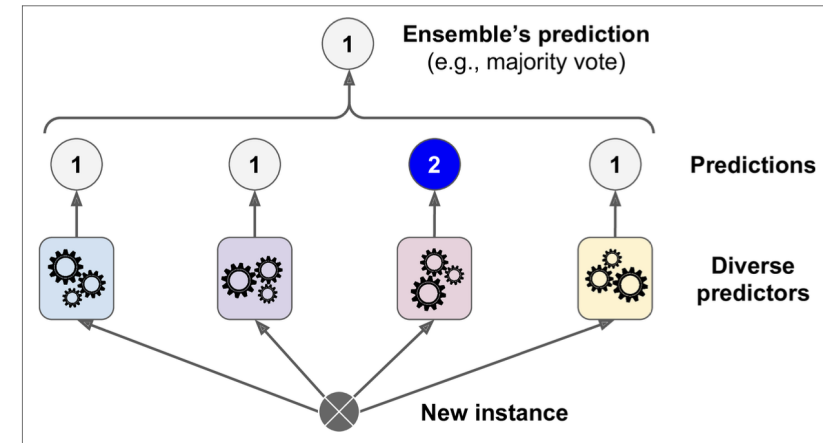 1
Ensemble's prediction
(e.g., majority vote)
1
1
2
1
Predictions
Diverse
predictors
New instance